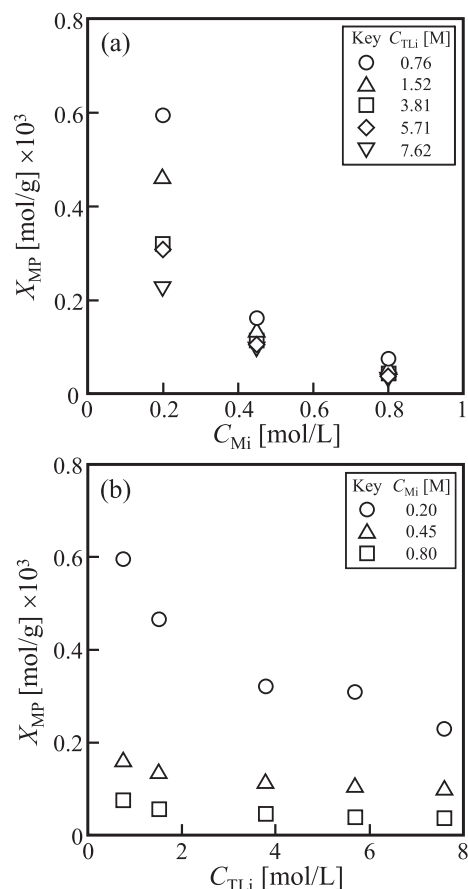 (a)
Key C_TLi [M]
0.76
1.52
3.81
5.71
7.62
X_MP [mol/g] ×10³
0.8
0.6
0.4
0.2
0
0 0.2 0.4 0.6 0.8 1
C_Mi [mol/L]
(b)
Key C_Mi [M]
0.20
0.45
0.80
X_MP [mol/g] ×10³
0.8
0.6
0.4
0.2
0
0 2 4 6 8
C_TLi [mol/L]